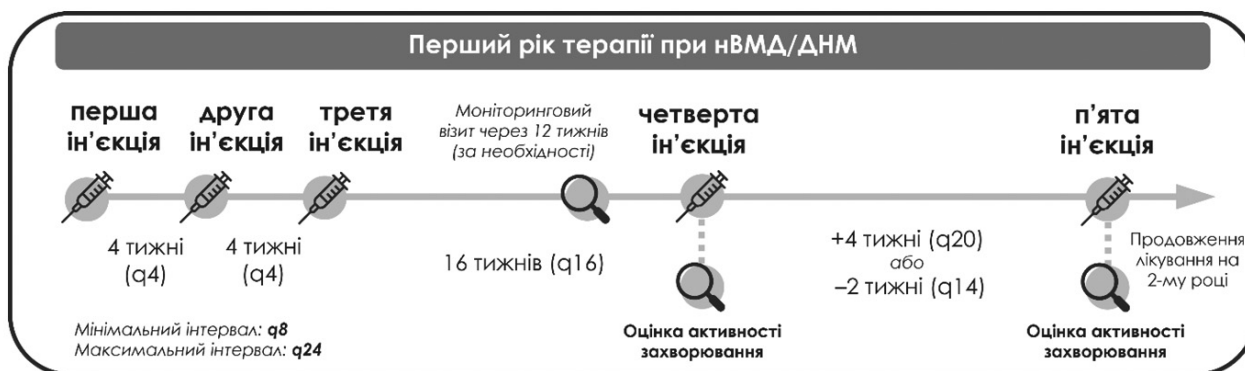 Перший рік терапії при нВМД/ДНМ
перша
ін’єкція
друга
ін’єкція
третя
ін’єкція
Моніторинговий
візит через 12 тижнів
(за необхідності)
четверта
ін’єкція
п’ята
ін’єкція
4 тижні
(q4)
4 тижні
(q4)
16 тижнів (q16)
+4 тижні (q20)
або
–2 тижні (q14)
Продовження
лікування на
2-му році
Мінімальний інтервал: q8
Максимальний інтервал: q24
Оцінка активності
захворювання
Оцінка активності
захворювання